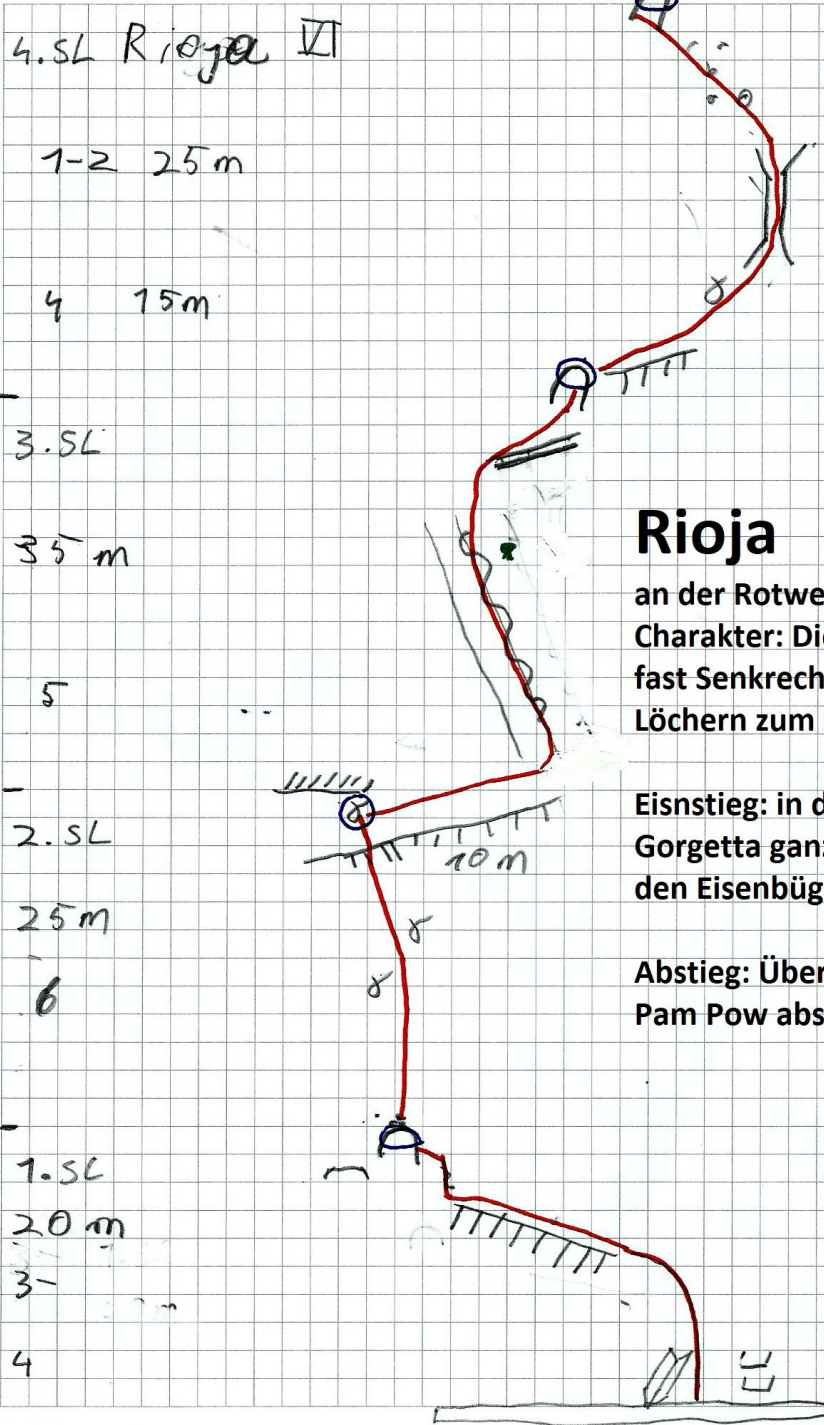 4.SL Rioja VI
1-2 25m
4 15m
3.SL
35 m
5
2.SL
10 m
25m
6
1.SL
20 m
3-
4
Rioja
an der Rotwe
Charakter: Die
fast Senkrech
Löchern zum
Eisnstieg: in d
Gorgetta gan
den Eisenbüg
Abstieg: Über
Pam Pow abs